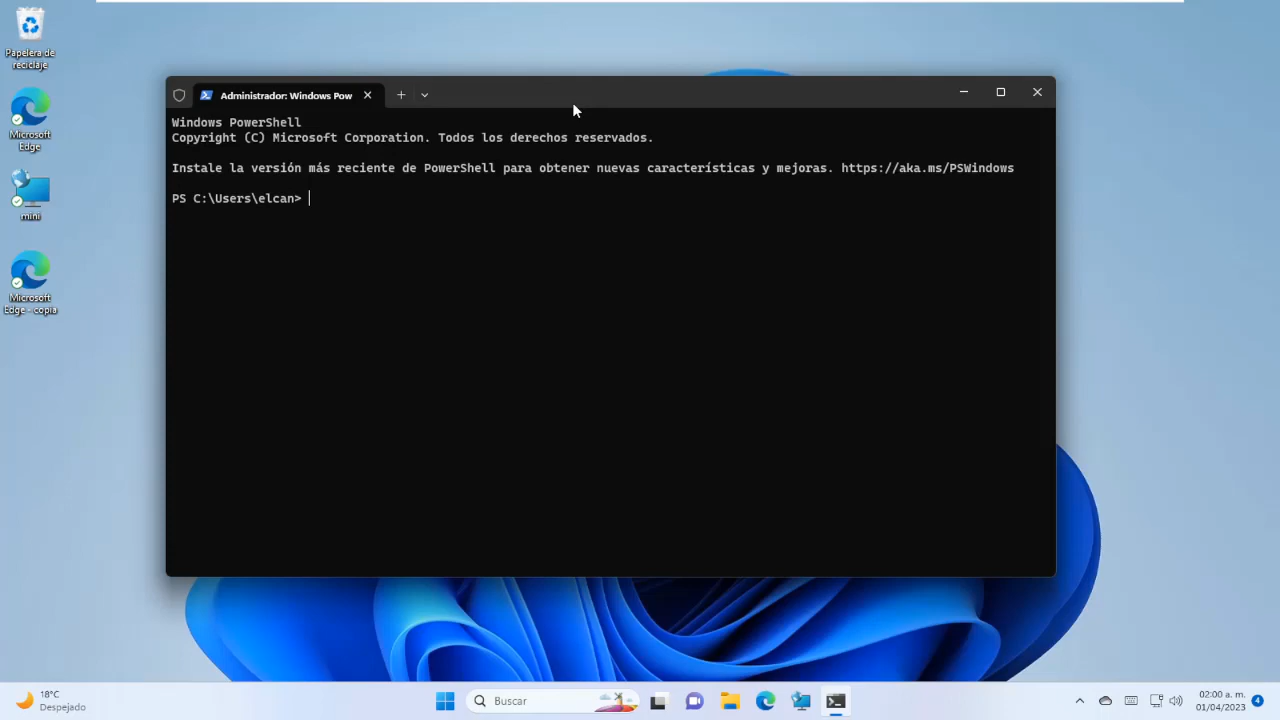 Papelera de
reciclaje
Microsoft
Edge
mini
Microsoft
Edge - copia
Administrador: Windows Pow
Windows PowerShell
Copyright (C) Microsoft Corporation. Todos los derechos reservados.
Instale la versión más reciente de PowerShell para obtener nuevas características y mejoras. https://aka.ms/PSWindows
PS C:\Users\elcan>
18°C
Despejado
Buscar
02:00 a. m.
01/04/2023
4